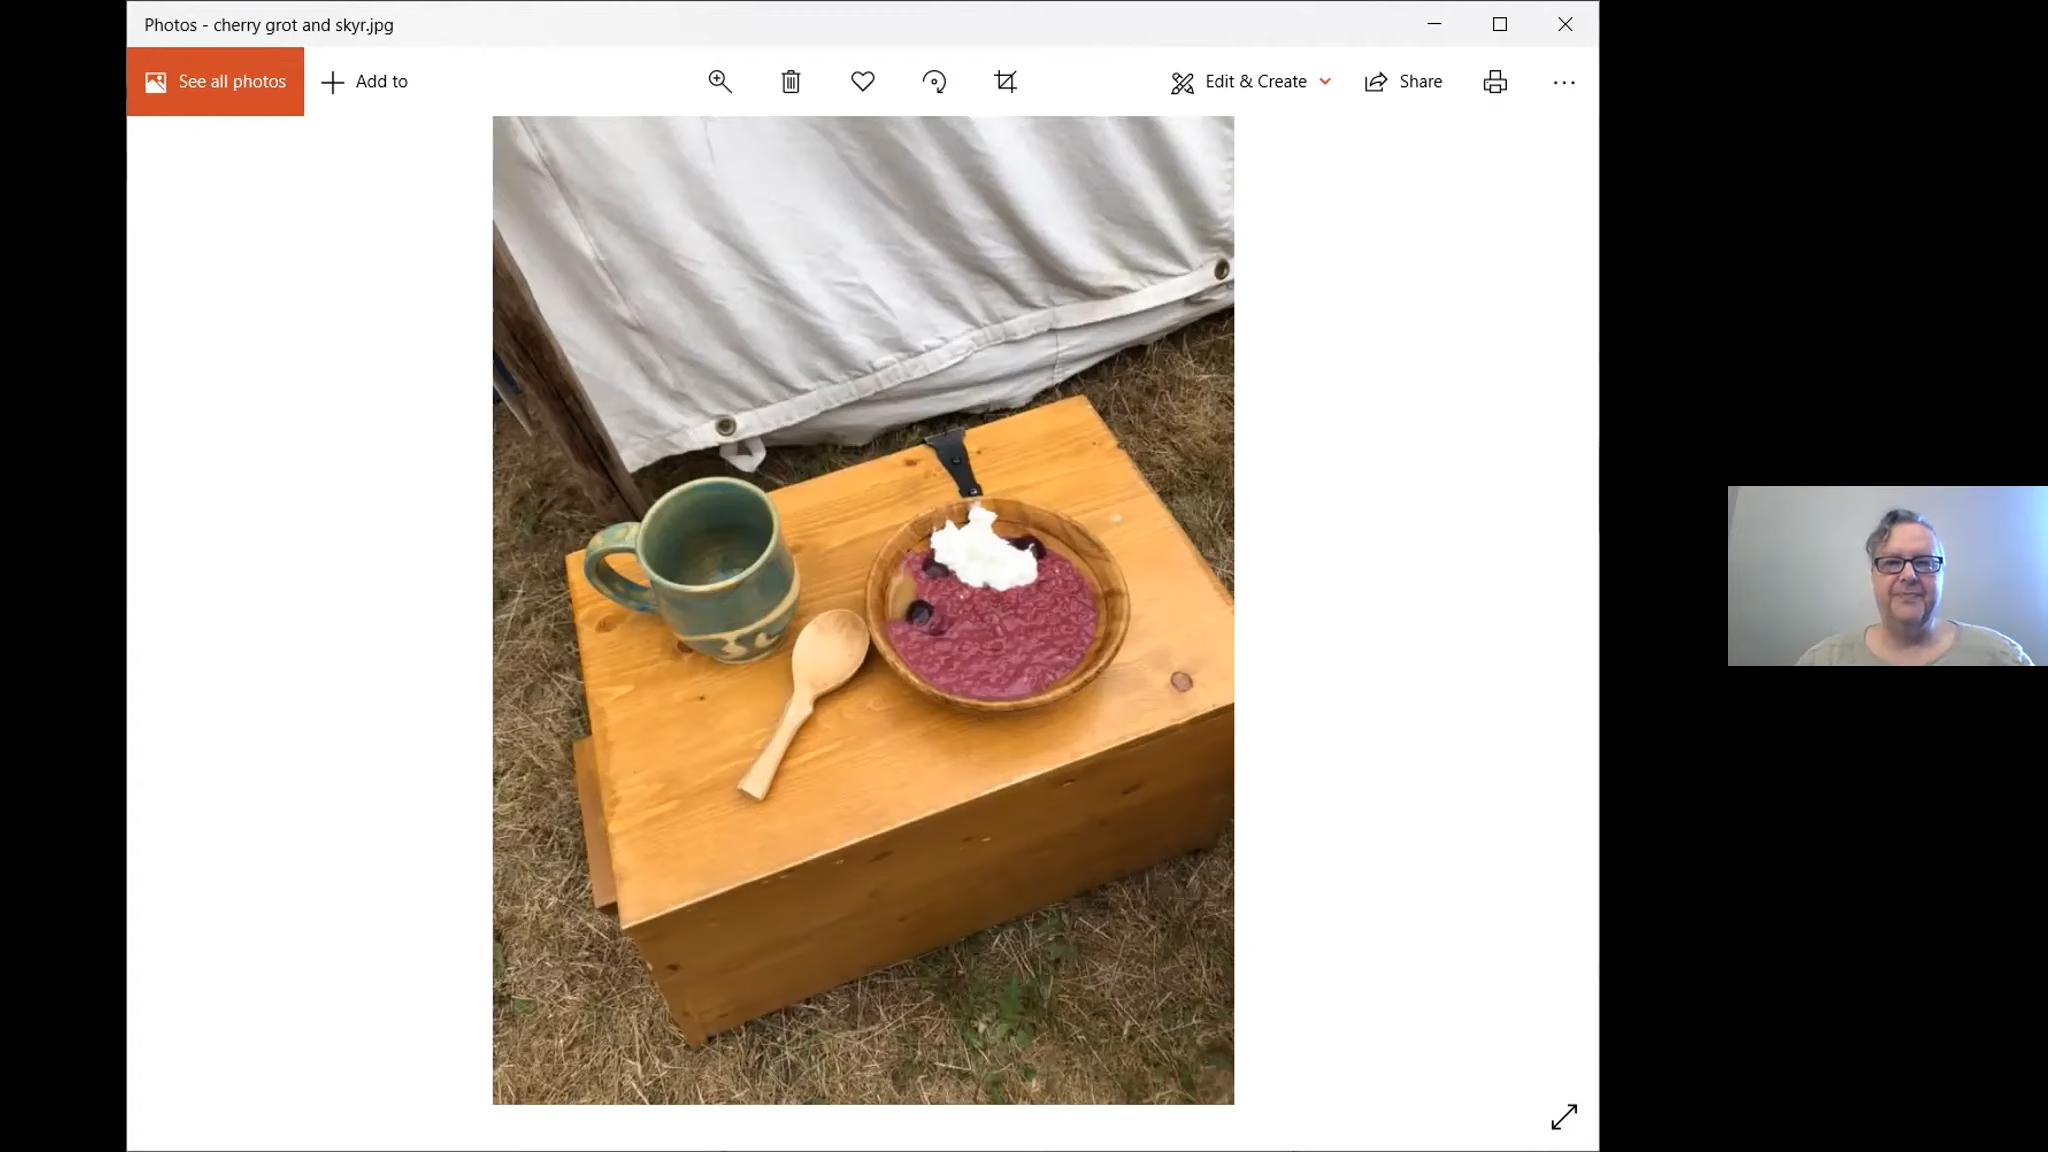 Photos - cherry grot and skyr.jpg
See all photos
Add to
Edit & Create
Share